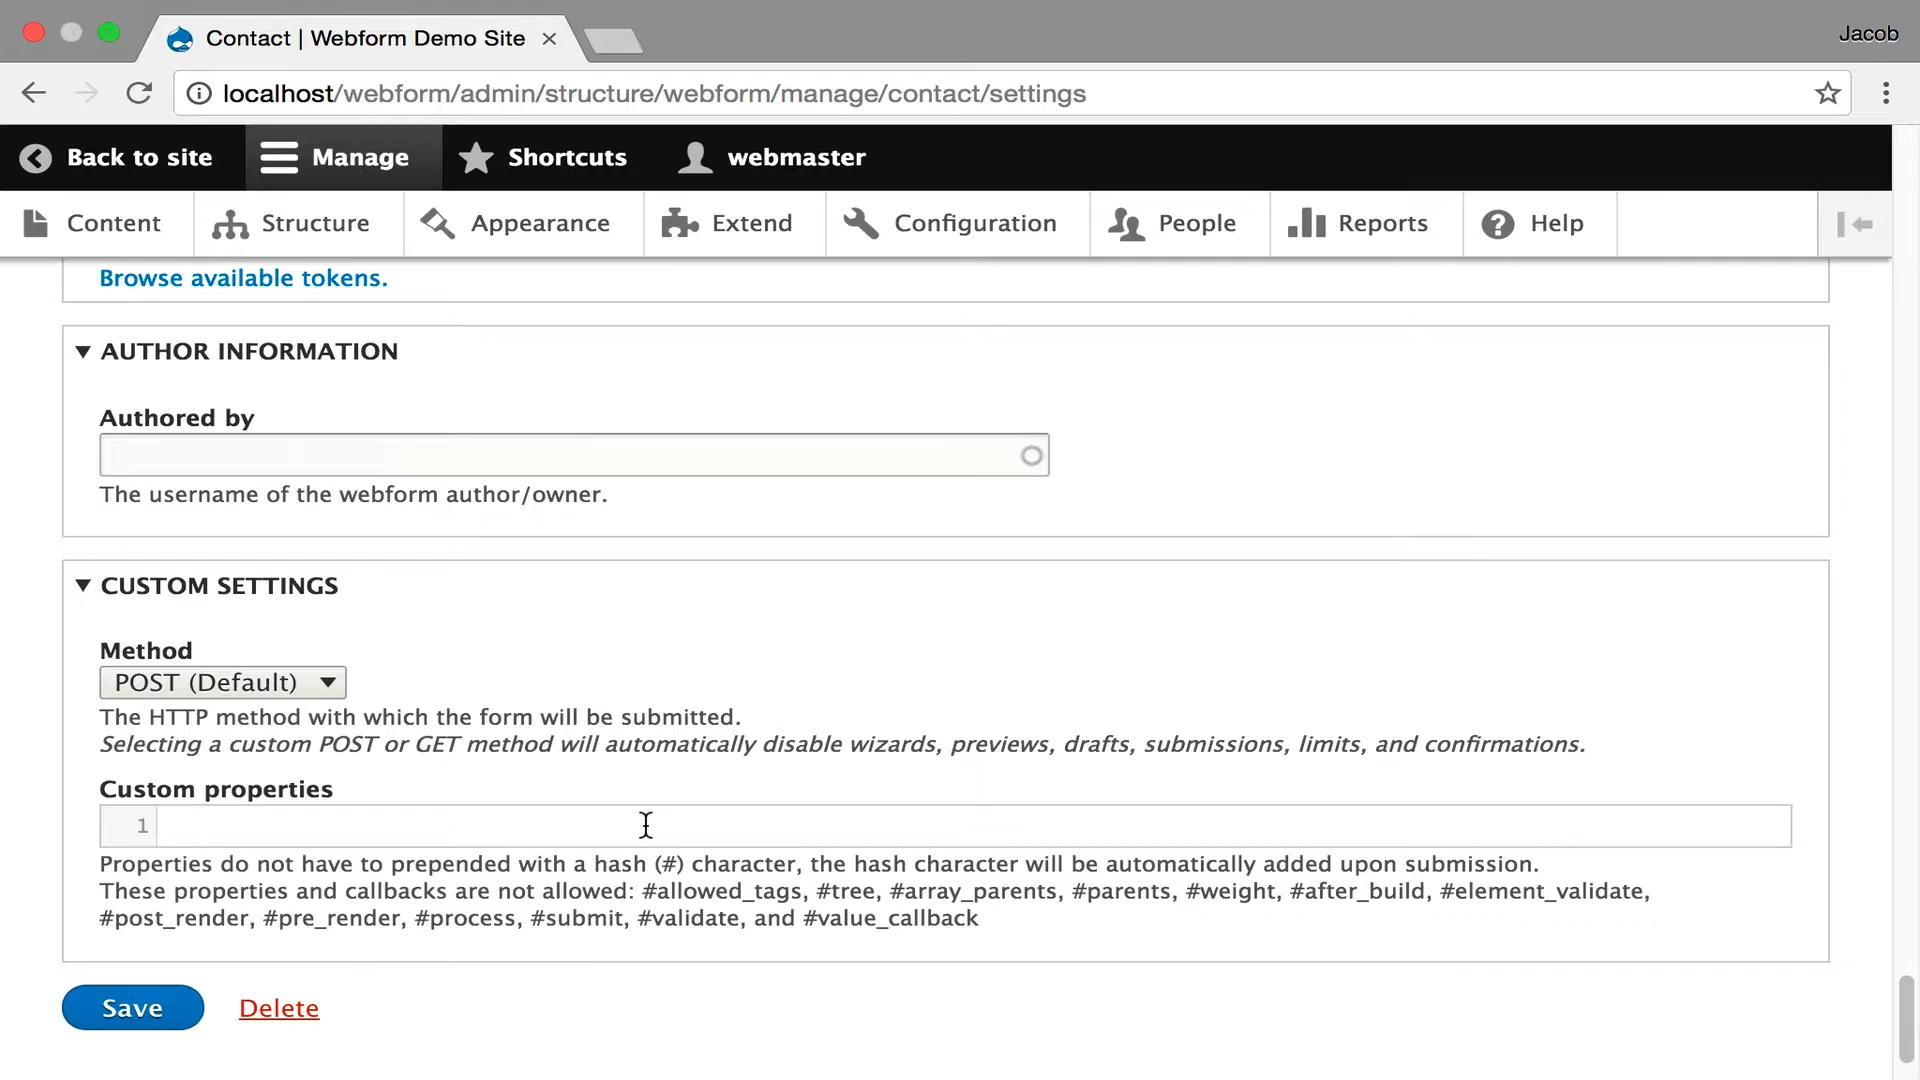 Contact | Webform Demo Site
Jacob
localhost/webform/admin/structure/webform/manage/contact/settings
Back to site Manage Shortcuts webmaster
Content Structure Appearance Extend Configuration People Reports Help
Browse available tokens.
AUTHOR INFORMATION
Authored by
The username of the webform author/owner.
CUSTOM SETTINGS
Method
POST (Default)
The HTTP method with which the form will be submitted.
Selecting a custom POST or GET method will automatically disable wizards, previews, drafts, submissions, limits, and confirmations.
Custom properties
1
Properties do not have to prepended with a hash (#) character, the hash character will be automatically added upon submission.
These properties and callbacks are not allowed: #allowed_tags, #tree, #array_parents, #parents, #weight, #after_build, #element_validate,
#post_render, #pre_render, #process, #submit, #validate, and #value_callback
Save Delete